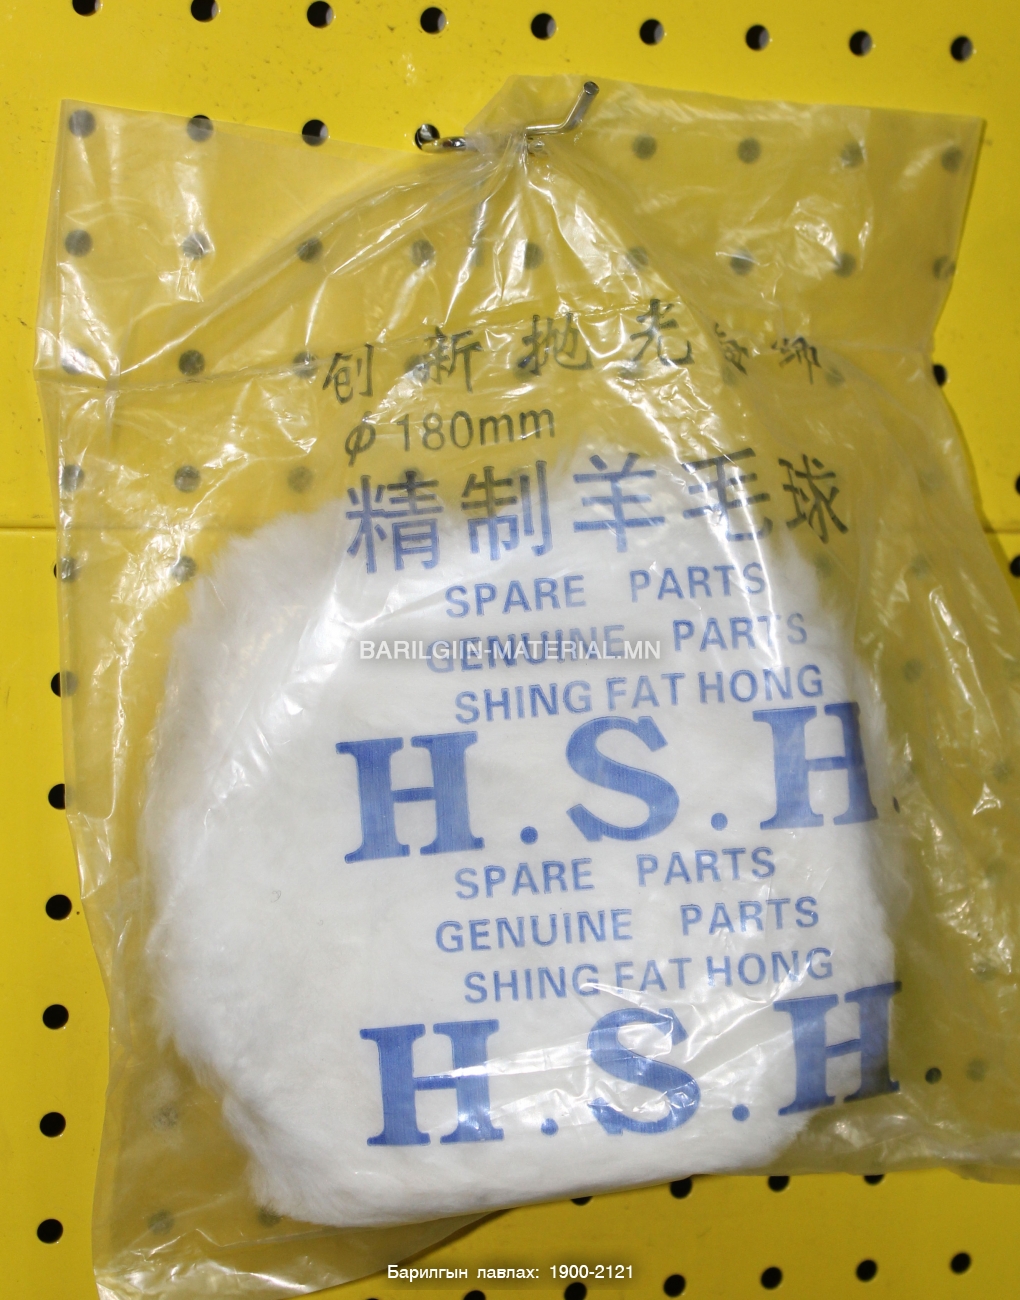 创新抛光
φ180mm
精制羊毛球
SPARE PARTS
GENUINE PARTS
BARILGIIN-MATERIAL.MN
SHING FAT HONG
H.S.H.
SPARE PARTS
GENUINE PARTS
SHING FAT HONG
H.S.H.
Барилгын лавлах: 1900-2121